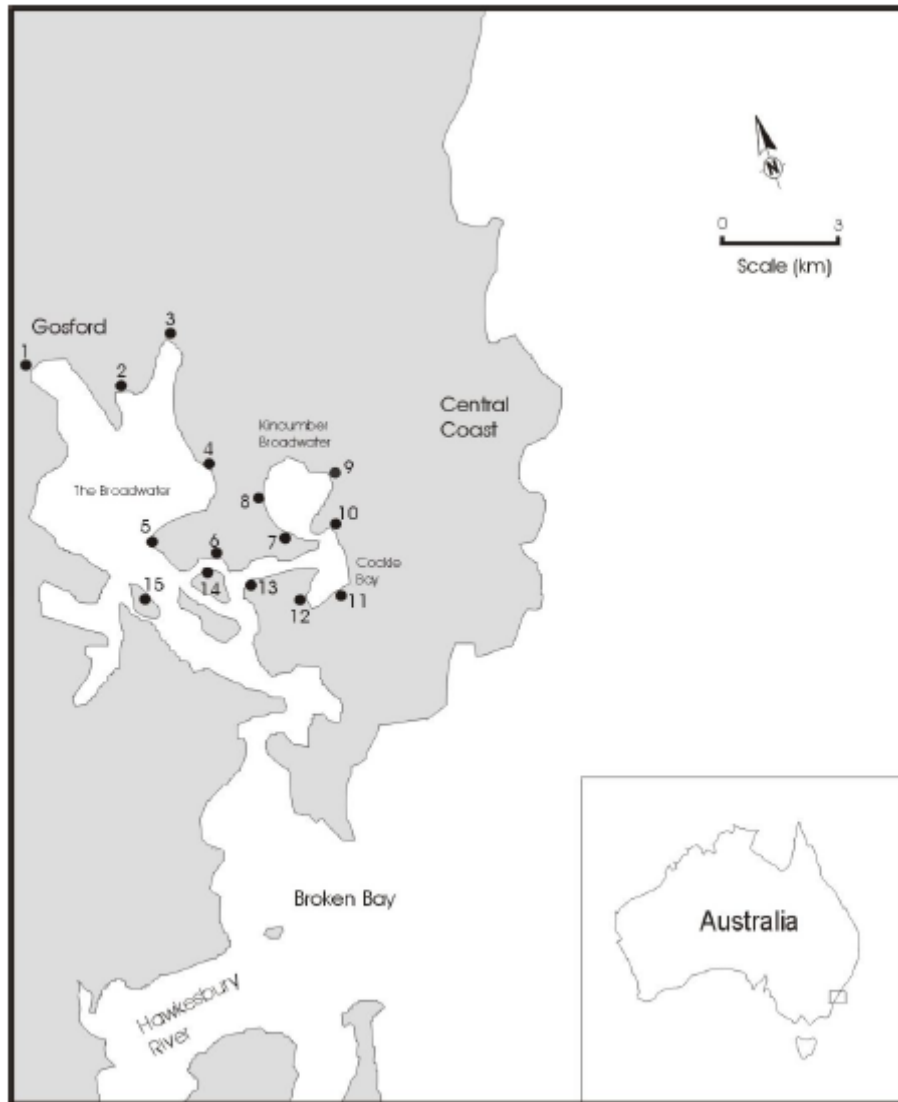 N
0 3
Scale (km)
Gosford
3
1
2
Central
Coast
Kincumber
Broadwater
4
9
The Broadwater
8
10
5
7
6
Cockle
Bay
15
14
13
12
11
Broken Bay
Hawkesbury
River
Australia